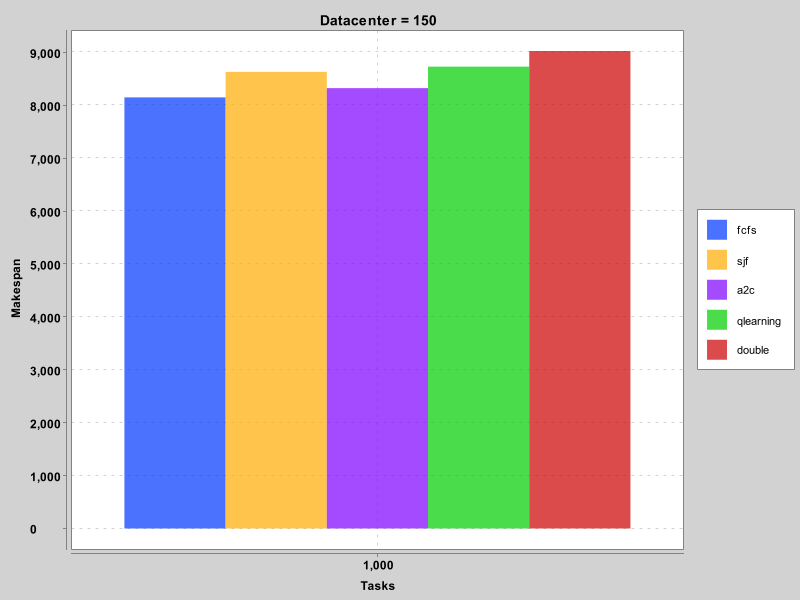 Datacenter = 150
9,000
8,000
7,000
6,000
5,000
4,000
3,000
2,000
1,000
0
Makespan
1,000
Tasks
fcfs
sjf
a2c
qlearning
double